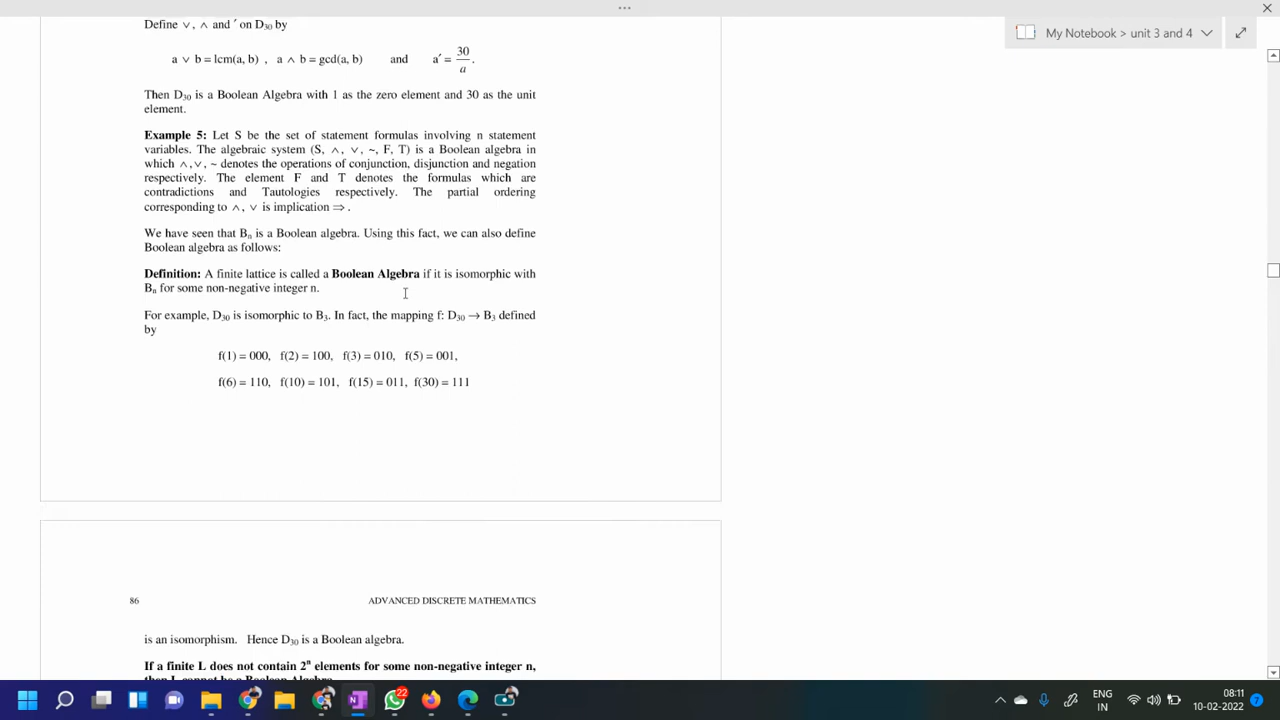 My Notebook > unit 3 and 4
Define ∨, ∧ and ′ on D₃₀ by
a ∨ b = lcm(a, b) , a ∧ b = gcd(a, b) and a′ = 30/a.
Then D₃₀ is a Boolean Algebra with 1 as the zero element and 30 as the unit
element.
Example 5: Let S be the set of statement formulas involving n statement
variables. The algebraic system (S, ∧, ∨, ~, F, T) is a Boolean algebra in
which ∧,∨, ~ denotes the operations of conjunction, disjunction and negation
respectively. The element F and T denotes the formulas which are
contradictions and Tautologies respectively. The partial ordering
corresponding to ∧, ∨ is implication ⇒ .
We have seen that Bₙ is a Boolean algebra. Using this fact, we can also define
Boolean algebra as follows:
Definition: A finite lattice is called a Boolean Algebra if it is isomorphic with
Bₙ for some non-negative integer n.
For example, D₃₀ is isomorphic to B₃. In fact, the mapping f: D₃₀ → B₃ defined
by
f(1) = 000, f(2) = 100, f(3) = 010, f(5) = 001,
f(6) = 110, f(10) = 101, f(15) = 011, f(30) = 111
86 ADVANCED DISCRETE MATHEMATICS
is an isomorphism. Hence D₃₀ is a Boolean algebra.
If a finite L does not contain 2ⁿ elements for some non-negative integer n,
then L cannot be a Boolean Algebra.
22
ENG
IN
08:11
10-02-2022